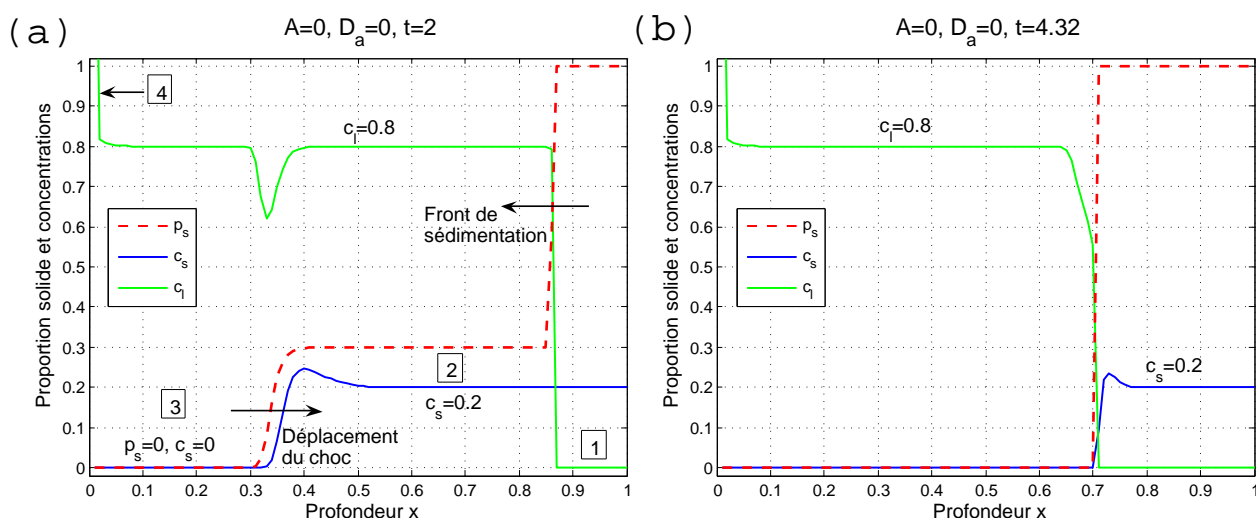 (a)
A=0, D_a=0, t=2
Proportion solide et concentrations
1
0.9
0.8
0.7
0.6
0.5
0.4
0.3
0.2
0.1
0
4
c_l=0.8
p_s
c_s
c_l
Front de
sédimentation
3
2
p_s=0, c_s=0
c_s=0.2
Déplacement
du choc
1
0 0.1 0.2 0.3 0.4 0.5 0.6 0.7 0.8 0.9 1
Profondeur x
(b)
A=0, D_a=0, t=4.32
Proportion solide et concentrations
1
0.9
0.8
0.7
0.6
0.5
0.4
0.3
0.2
0.1
0
c_l=0.8
p_s
c_s
c_l
c_s=0.2
0 0.1 0.2 0.3 0.4 0.5 0.6 0.7 0.8 0.9 1
Profondeur x